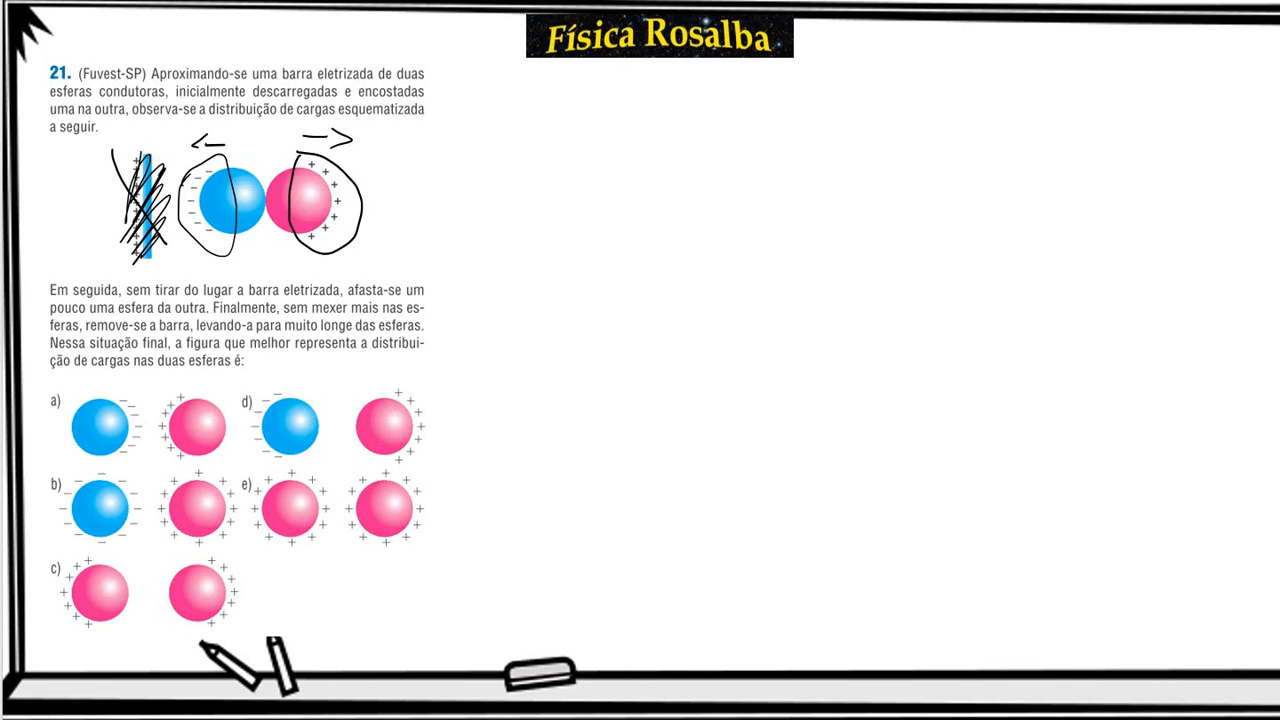 Física Rosalba
21. (Fuvest-SP) Aproximando-se uma barra eletrizada de duas
esferas condutoras, inicialmente descarregadas e encostadas
uma na outra, observa-se a distribuição de cargas esquematizada
a seguir.
Em seguida, sem tirar do lugar a barra eletrizada, afasta-se um
pouco uma esfera da outra. Finalmente, sem mexer mais nas es-
feras, remove-se a barra, levando-a para muito longe das esferas.
Nessa situação final, a figura que melhor representa a distribui-
ção de cargas nas duas esferas é:
a)
d)
b)
e)
c)